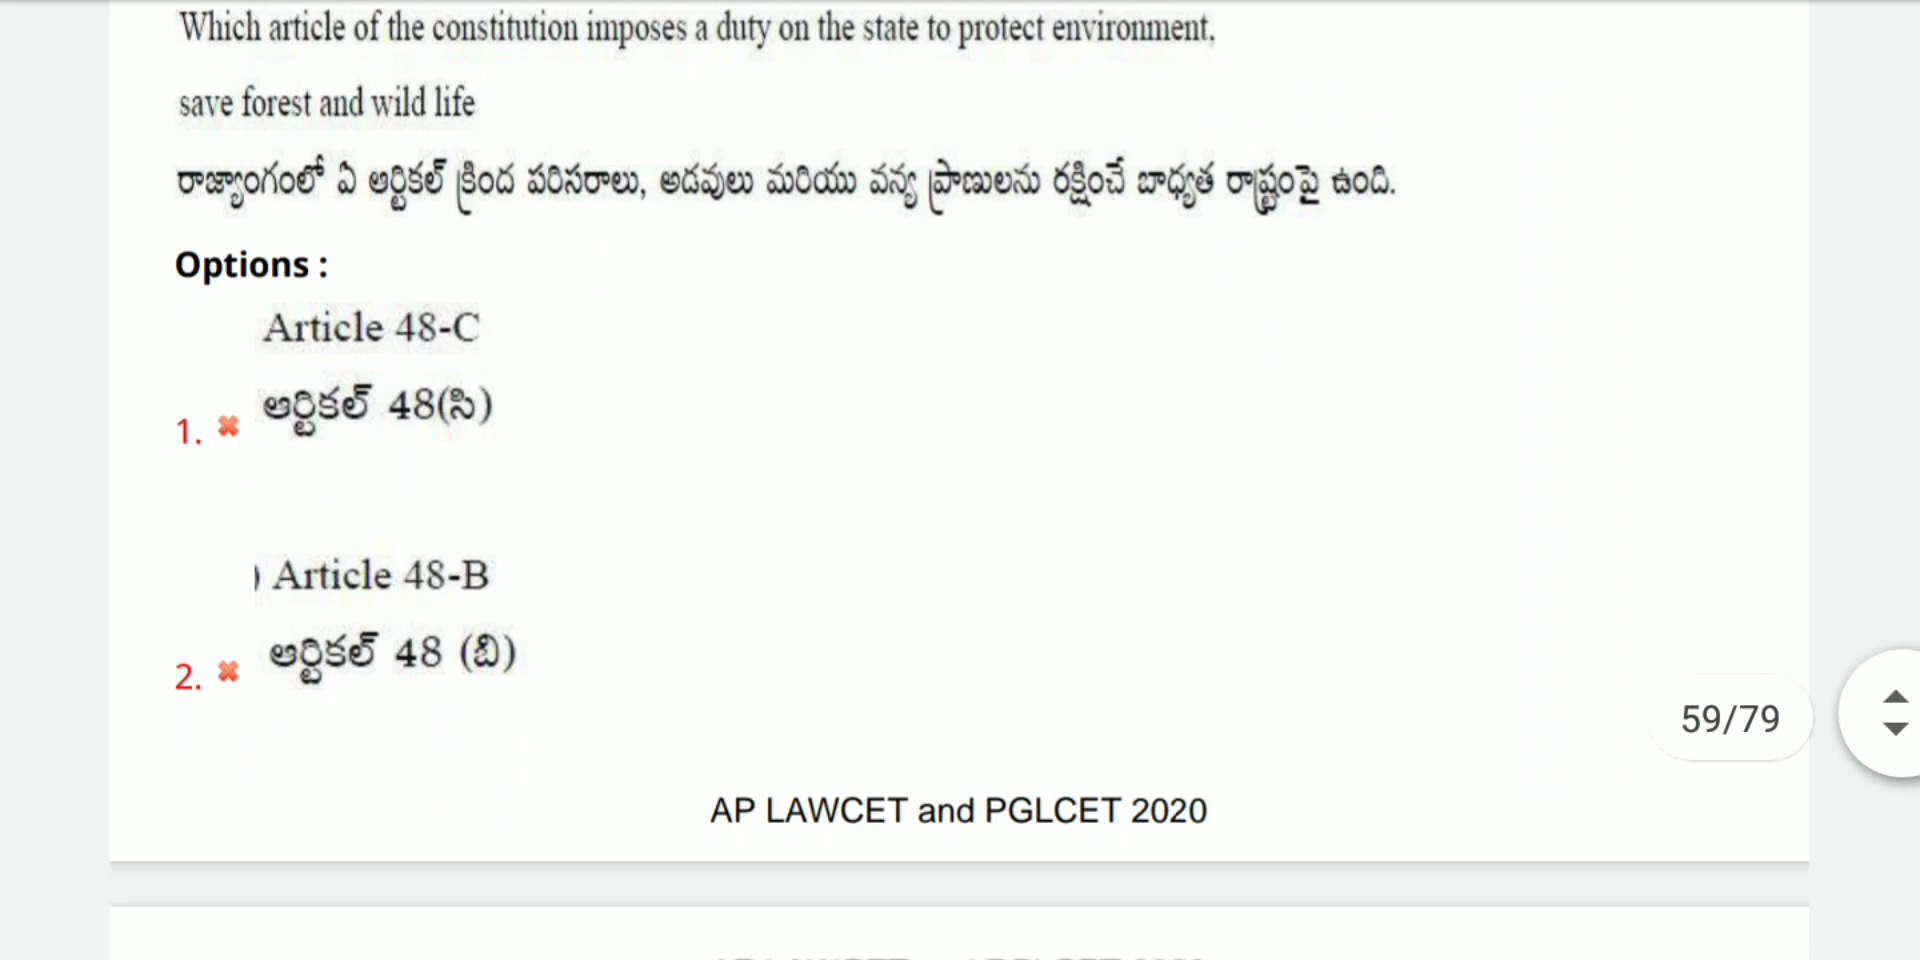 Which article of the constitution imposes a duty on the state to protect environment,
save forest and wild life
రాజ్యాంగంలో ఏ ఆర్టికల్ క్రింద పరిసరాలు, అడవులు మరియు వన్య ప్రాణులను రక్షించే బాధ్యత రాష్ట్రంపై ఉంది.
Options :
Article 48-C
1. ఆర్టికల్ 48(సి)
) Article 48-B
2. ఆర్టికల్ 48 (బి)
59/79
AP LAWCET and PGLCET 2020